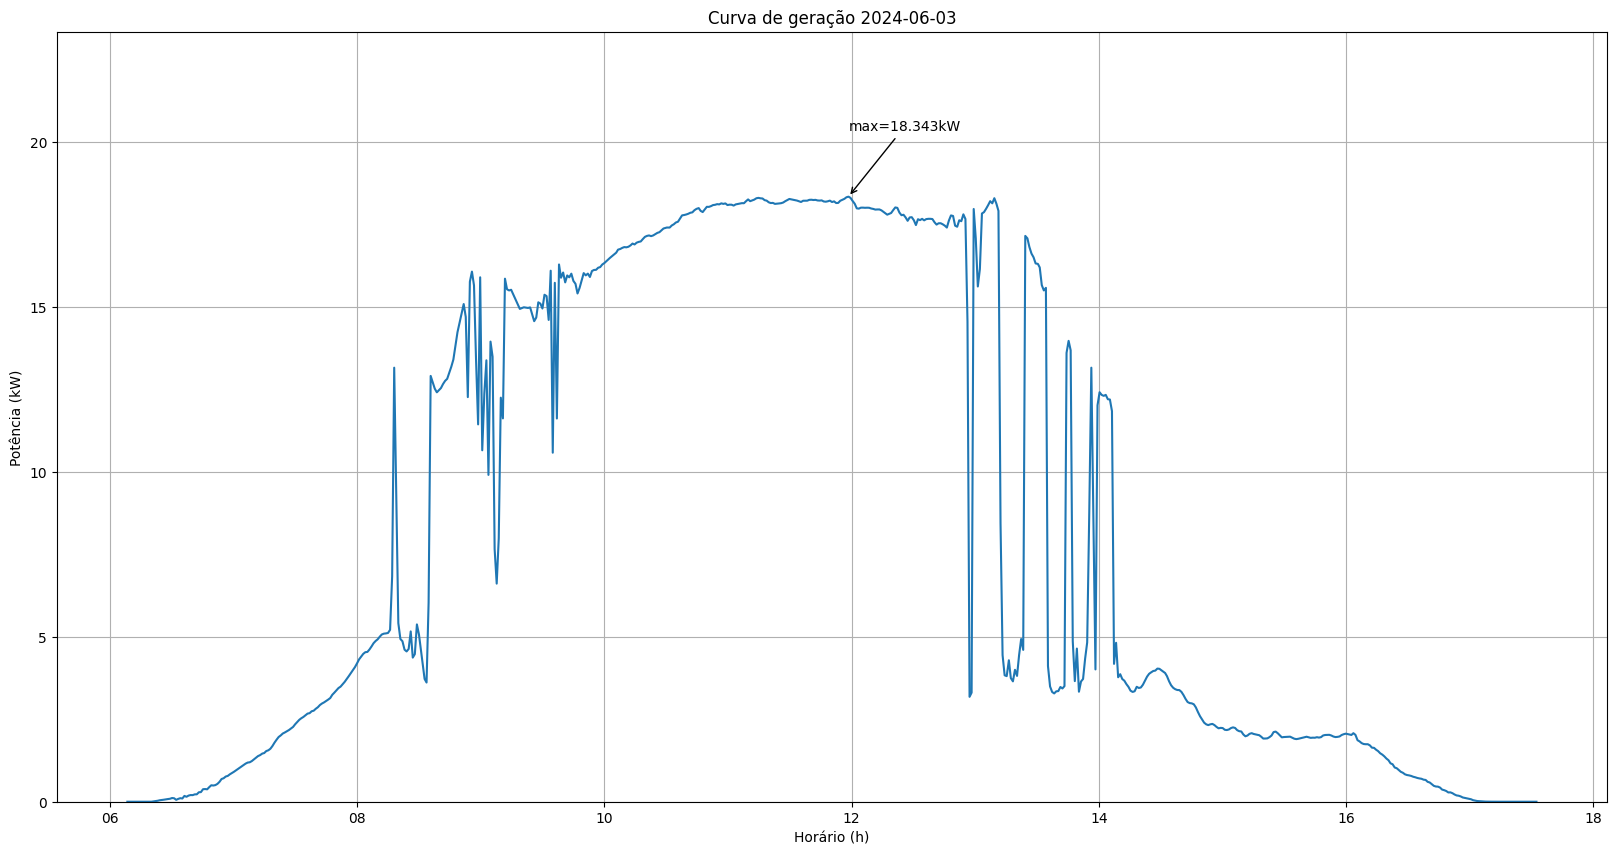 Curva de geração 2024-06-03
max=18.343kW
20
15
10
5
0
Potência (kW)
06 08 10 12 14 16 18
Horário (h)